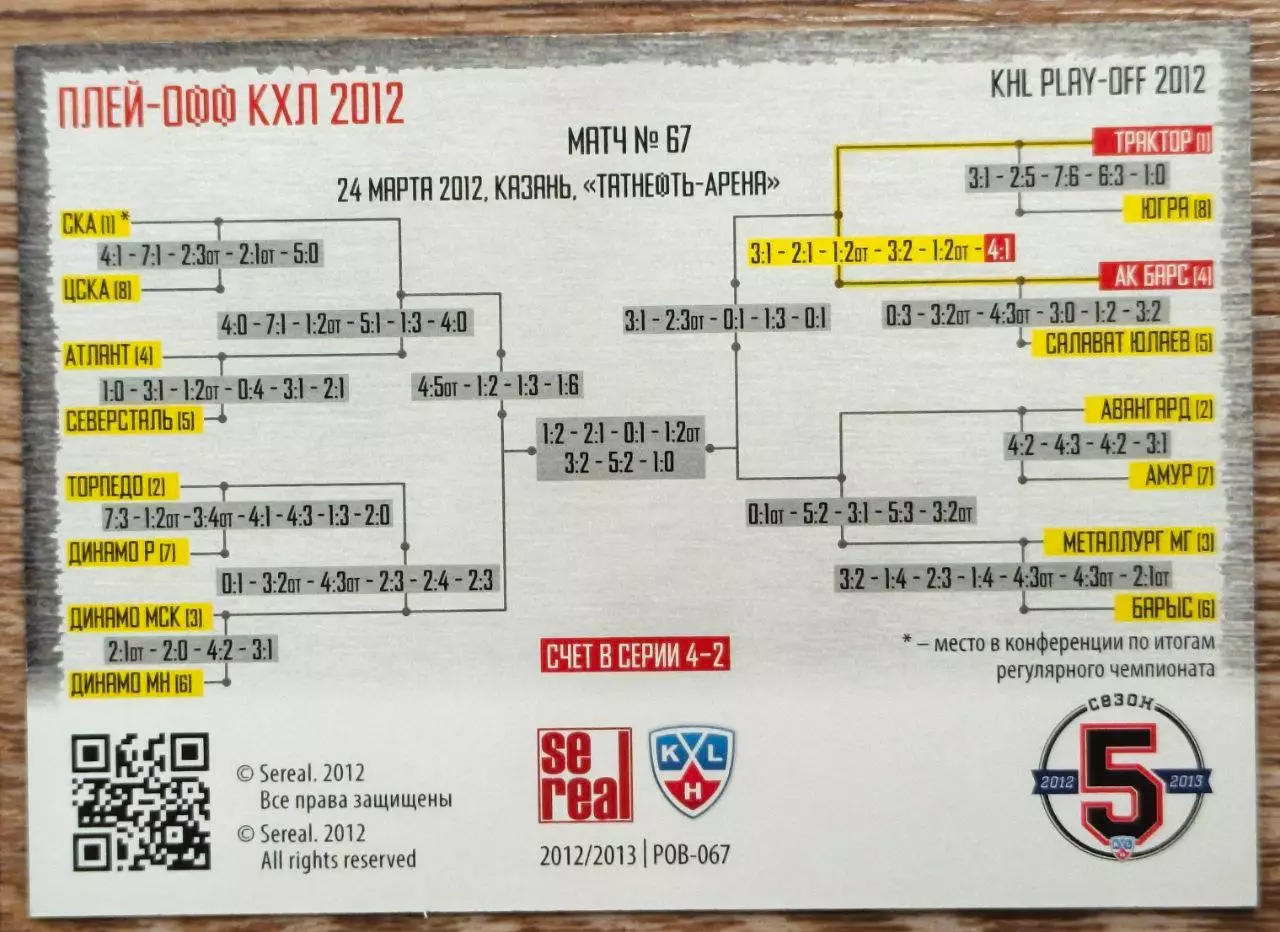 ПЛЕЙ-ОФФ КХЛ 2012
KHL PLAY-OFF 2012
МАТЧ № 67
24 МАРТА 2012, КАЗАНЬ, «ТАТНЕФТЬ-АРЕНА»
СКА (1) *
4:1 - 7:1 - 2:3от - 2:1от - 5:0
ЦСКА (8)
4:0 - 7:1 - 1:2от - 5:1 - 1:3 - 4:0
АТЛАНТ (4)
1:0 - 3:1 - 1:2от - 0:4 - 3:1 - 2:1
СЕВЕРСТАЛЬ (5)
4:5от - 1:2 - 1:3 - 1:6
ТОРПЕДО (2)
7:3 - 1:2от - 3:4от - 4:1 - 4:3 - 1:3 - 2:0
ДИНАМО Р (7)
0:1 - 3:2от - 4:3от - 2:3 - 2:4 - 2:3
ДИНАМО МСК (3)
2:1от - 2:0 - 4:2 - 3:1
ДИНАМО МН (6)
1:2 - 2:1 - 0:1 - 1:2от
3:2 - 5:2 - 1:0
ТРАКТОР (1)
3:1 - 2:5 - 7:6 - 6:3 - 1:0
ЮГРА (8)
3:1 - 2:1 - 1:2от - 3:2 - 1:2от - 4:1
АК БАРС (4)
0:3 - 3:2от - 4:3от - 3:0 - 1:2 - 3:2
САЛАВАТ ЮЛАЕВ (5)
3:1 - 2:3от - 0:1 - 1:3 - 0:1
АВАНГАРД (2)
4:2 - 4:3 - 4:2 - 3:1
АМУР (7)
0:1от - 5:2 - 3:1 - 5:3 - 3:2от
МЕТАЛЛУРГ МГ (3)
3:2 - 1:4 - 2:3 - 1:4 - 4:3от - 4:3от - 2:1от
БАРЫС (6)
* – место в конференции по итогам
регулярного чемпионата
СЧЕТ В СЕРИИ 4-2
© Sereal. 2012
Все права защищены
© Sereal. 2012
All rights reserved
se
real
KXL
H
2012/2013 | POB-067
СЕЗОН
2012 5 2013
KXL
H